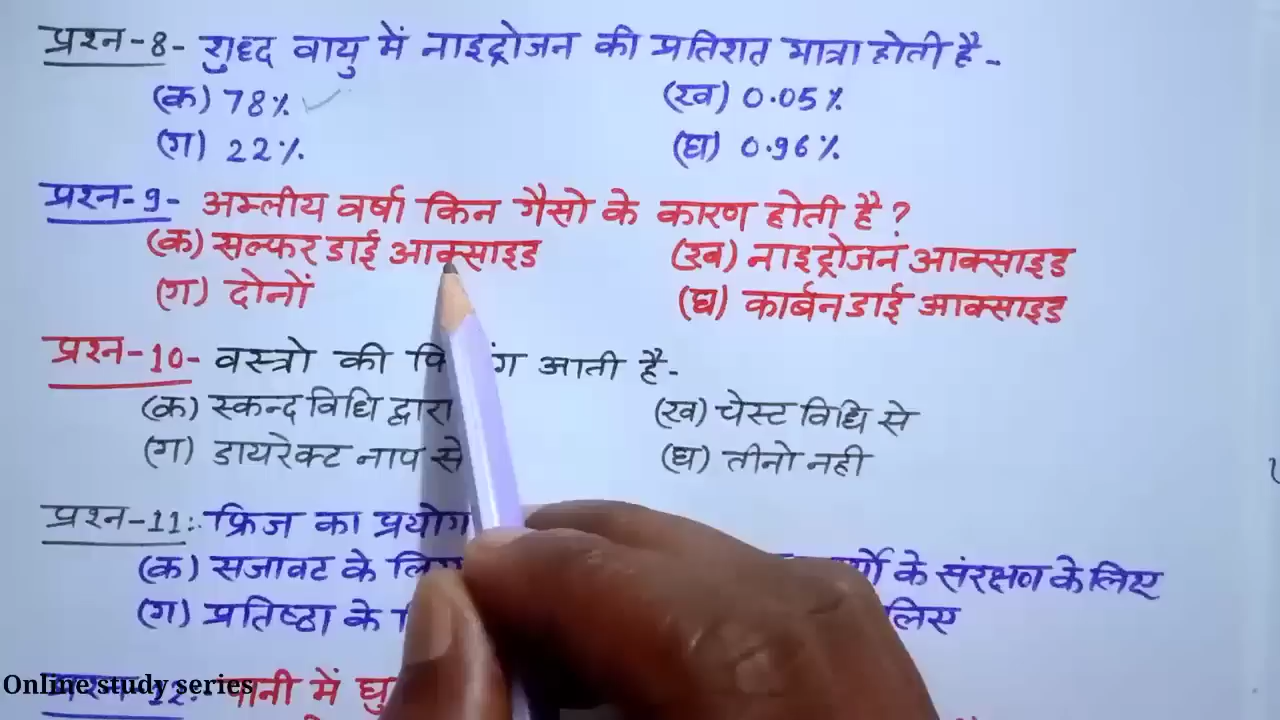 प्रश्न-8- शुध्द वायु में नाइट्रोजन की प्रतिशत मात्रा होती है -
(क) 78% ✓ (ख) 0.05%
(ग) 22% (घ) 0.96%
प्रश्न-9- अम्लीय वर्षा किन गैसो के कारण होती है ?
(क) सल्फर डाई आक्साइड (ख) नाइट्रोजन आक्साइड
(ग) दोनों (घ) कार्बन डाई आक्साइड
प्रश्न-10- वस्त्रो की आती है-
(क) स्कन्द विधि द्वारा (ख) चेस्ट विधि से
(ग) डायरेक्ट नाप से (घ) तीनो नही
प्रश्न-11:- फ्रिज का प्रयोग
(क) सजावट के लिए के संरक्षण के लिए
(ग) प्रतिष्ठा के लिए
प्रश्न-12:- पानी में
Online study series